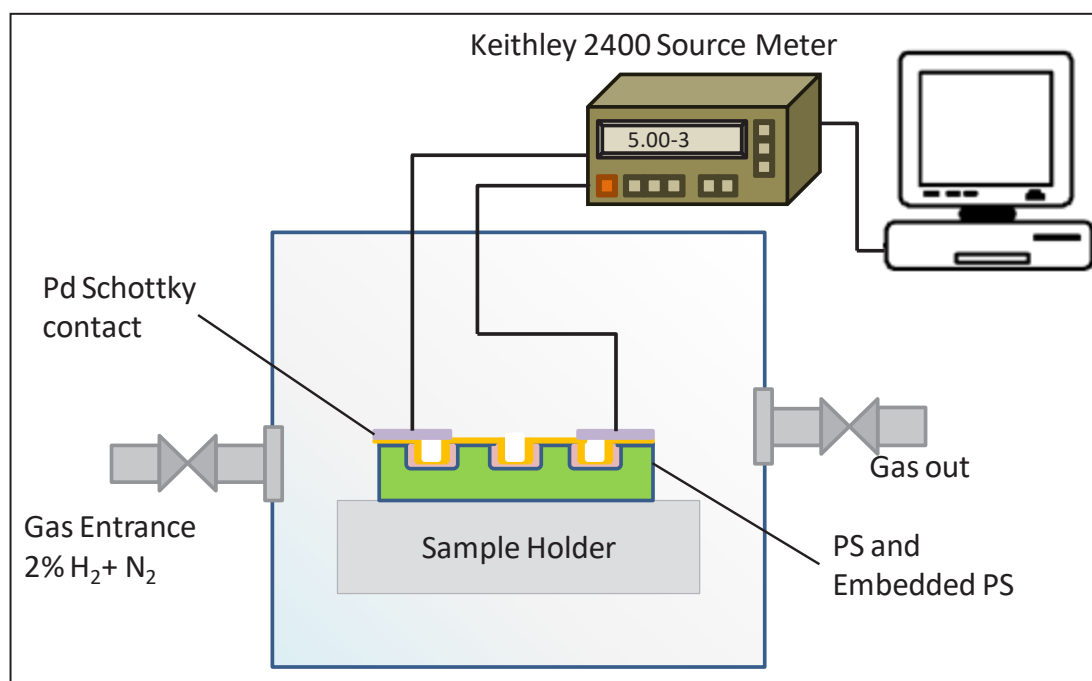 Keithley 2400 Source Meter
5.00-3
Pd Schottky
contact
Gas out
Gas Entrance
2% H₂+ N₂
Sample Holder
PS and
Embedded PS